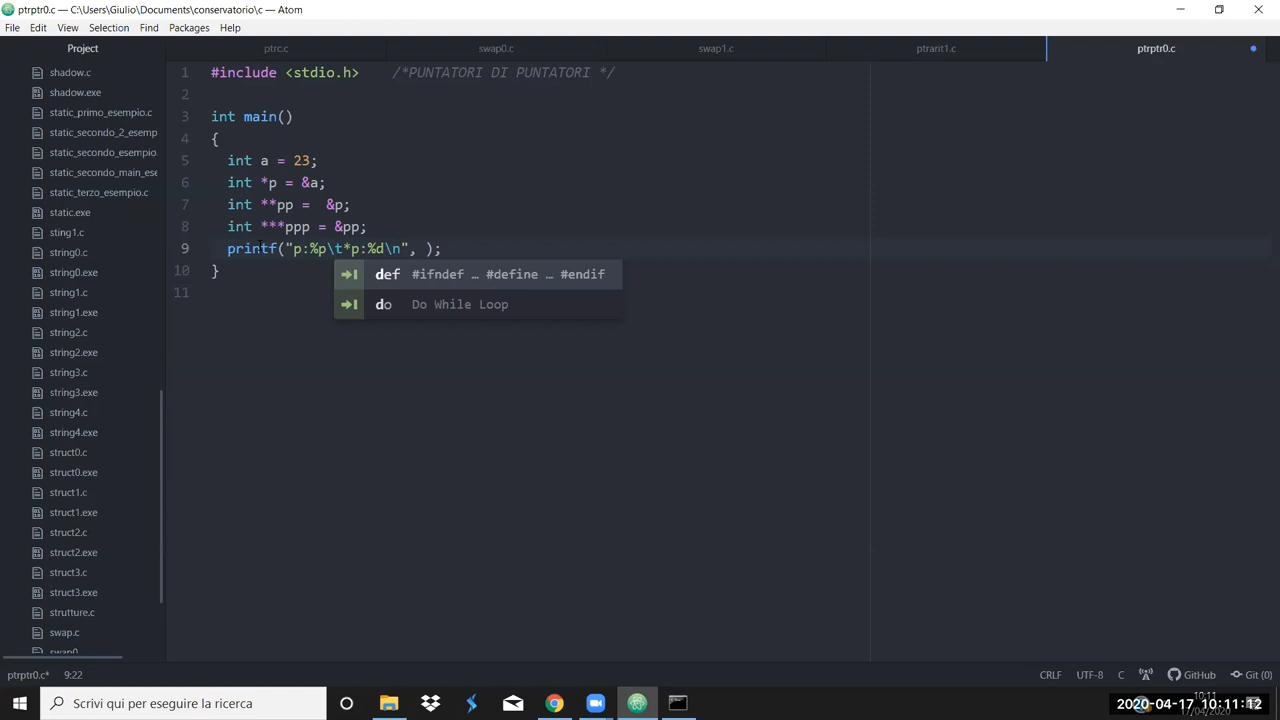 ptrptr0.c — C:\Users\Giulio\Documents\conservatorio\c — Atom
File Edit View Selection Find Packages Help
Project
ptrc.c
swap0.c
swap1.c
ptrarit1.c
ptrptr0.c
shadow.c
shadow.exe
static_primo_esempio.c
static_secondo_2_esemp
static_secondo_esempio
static_secondo_main_ese
static_terzo_esempio.c
static.exe
sting1.c
string0.c
string0.exe
string1.c
string1.exe
string2.c
string2.exe
string3.c
string3.exe
string4.c
string4.exe
struct0.c
struct0.exe
struct1.c
struct1.exe
struct2.c
struct2.exe
struct3.c
struct3.exe
strutture.c
swap.c
swap0
1 #include <stdio.h> /*PUNTATORI DI PUNTATORI */
2
3 int main()
4 {
5 int a = 23;
6 int *p = &a;
7 int **pp =  &p;
8 int ***ppp = &pp;
9 printf("p:%p\t*p:%d\n", );
10 }
11
def #ifndef … #define … #endif
do Do While Loop
ptrptr0.c* 9:22
CRLF UTF-8 C GitHub Git (0)
Scrivi qui per eseguire la ricerca
10:11
17/04/2020
2020-04-17 10:11:12